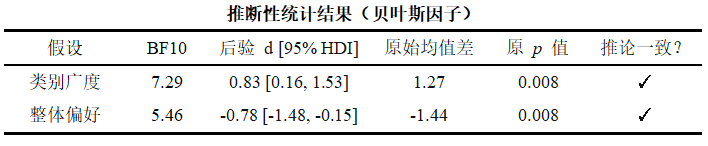 推断性统计结果（贝叶斯因子）
假设 BF10 后验 d [95% HDI] 原始均值差 原 p 值 推论一致？
类别广度 7.29 0.83 [0.16, 1.53] 1.27 0.008 ✓
整体偏好 5.46 -0.78 [-1.48, -0.15] -1.44 0.008 ✓